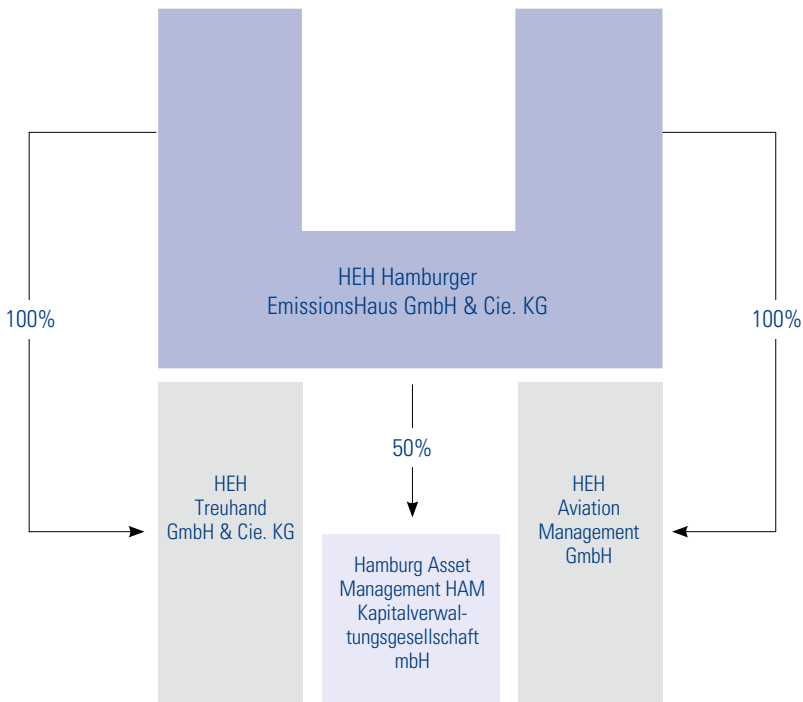 HEH Hamburger
EmissionsHaus GmbH & Cie. KG
100%
100%
50%
HEH
Treuhand
GmbH & Cie. KG
Hamburg Asset
Management HAM
Kapitalverwal-
tungsgesellschaft
mbH
HEH
Aviation
Management
GmbH